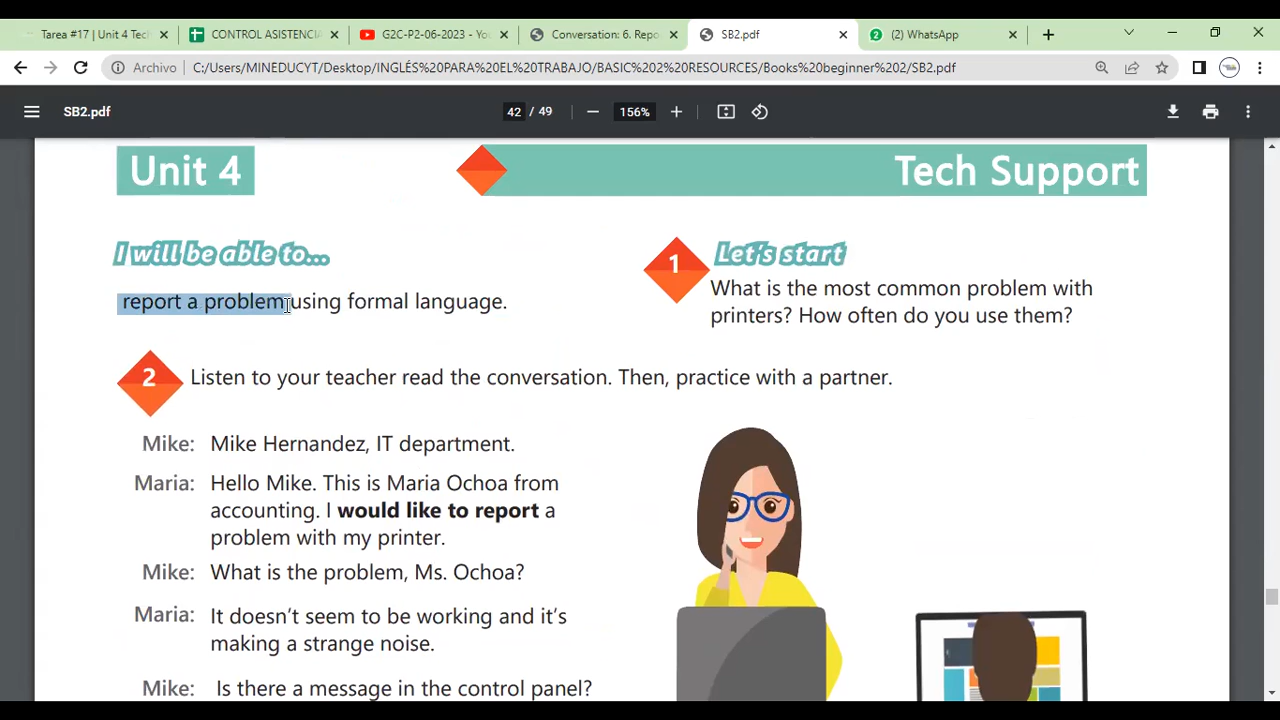 Tarea #17 | Unit 4 Tech
CONTROL ASISTENCIA
G2C-P2-06-2023 - You
Conversation: 6. Repo
SB2.pdf
(2) WhatsApp
Archivo
C:/Users/MINEDUCYT/Desktop/INGLÉS%20PARA%20EL%20TRABAJO/BASIC%202%20RESOURCES/Books%20beginner%202/SB2.pdf
SB2.pdf
42 / 49
156%
Unit 4
Tech Support
I will be able to...
report a problem using formal language.
1
Let's start
What is the most common problem with
printers? How often do you use them?
2
Listen to your teacher read the conversation. Then, practice with a partner.
Mike: Mike Hernandez, IT department.
Maria: Hello Mike. This is Maria Ochoa from
accounting. I would like to report a
problem with my printer.
Mike: What is the problem, Ms. Ochoa?
Maria: It doesn't seem to be working and it's
making a strange noise.
Mike: Is there a message in the control panel?